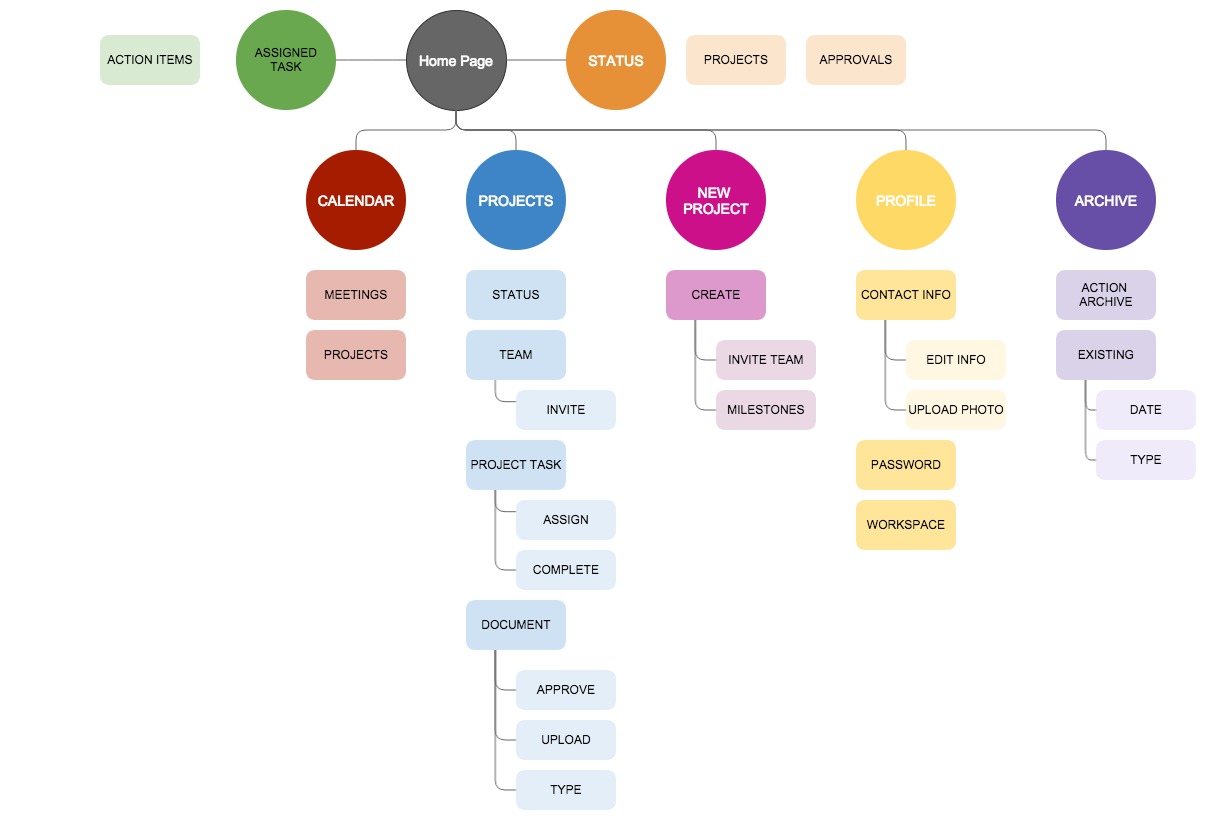 ACTION ITEMS
ASSIGNED
TASK
Home Page
STATUS
PROJECTS
APPROVALS
CALENDAR
MEETINGS
PROJECTS
PROJECTS
STATUS
TEAM
INVITE
PROJECT TASK
ASSIGN
COMPLETE
DOCUMENT
APPROVE
UPLOAD
TYPE
NEW
PROJECT
CREATE
INVITE TEAM
MILESTONES
PROFILE
CONTACT INFO
EDIT INFO
UPLOAD PHOTO
PASSWORD
WORKSPACE
ARCHIVE
ACTION
ARCHIVE
EXISTING
DATE
TYPE